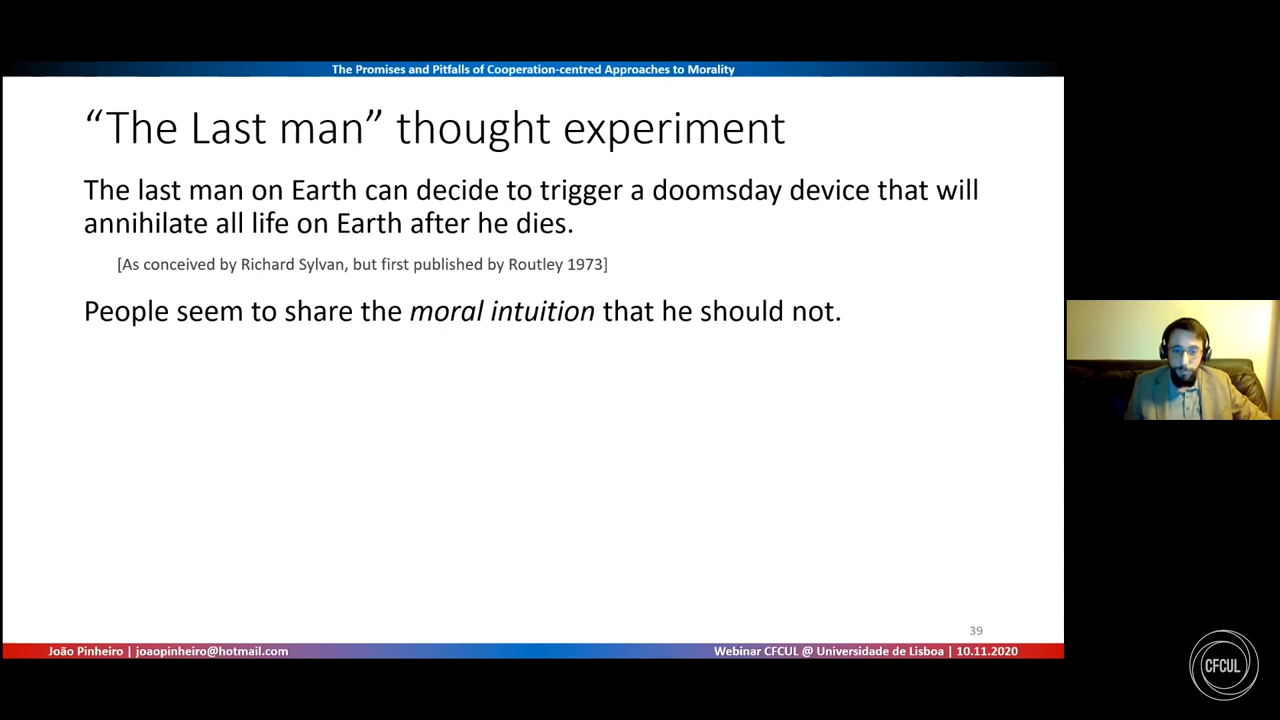 The Promises and Pitfalls of Cooperation-centred Approaches to Morality
“The Last man” thought experiment
The last man on Earth can decide to trigger a doomsday device that will
annihilate all life on Earth after he dies.
[As conceived by Richard Sylvan, but first published by Routley 1973]
People seem to share the moral intuition that he should not.
39
João Pinheiro | joaopinheiro@hotmail.com
Webinar CFCUL @ Universidade de Lisboa | 10.11.2020
CFCUL